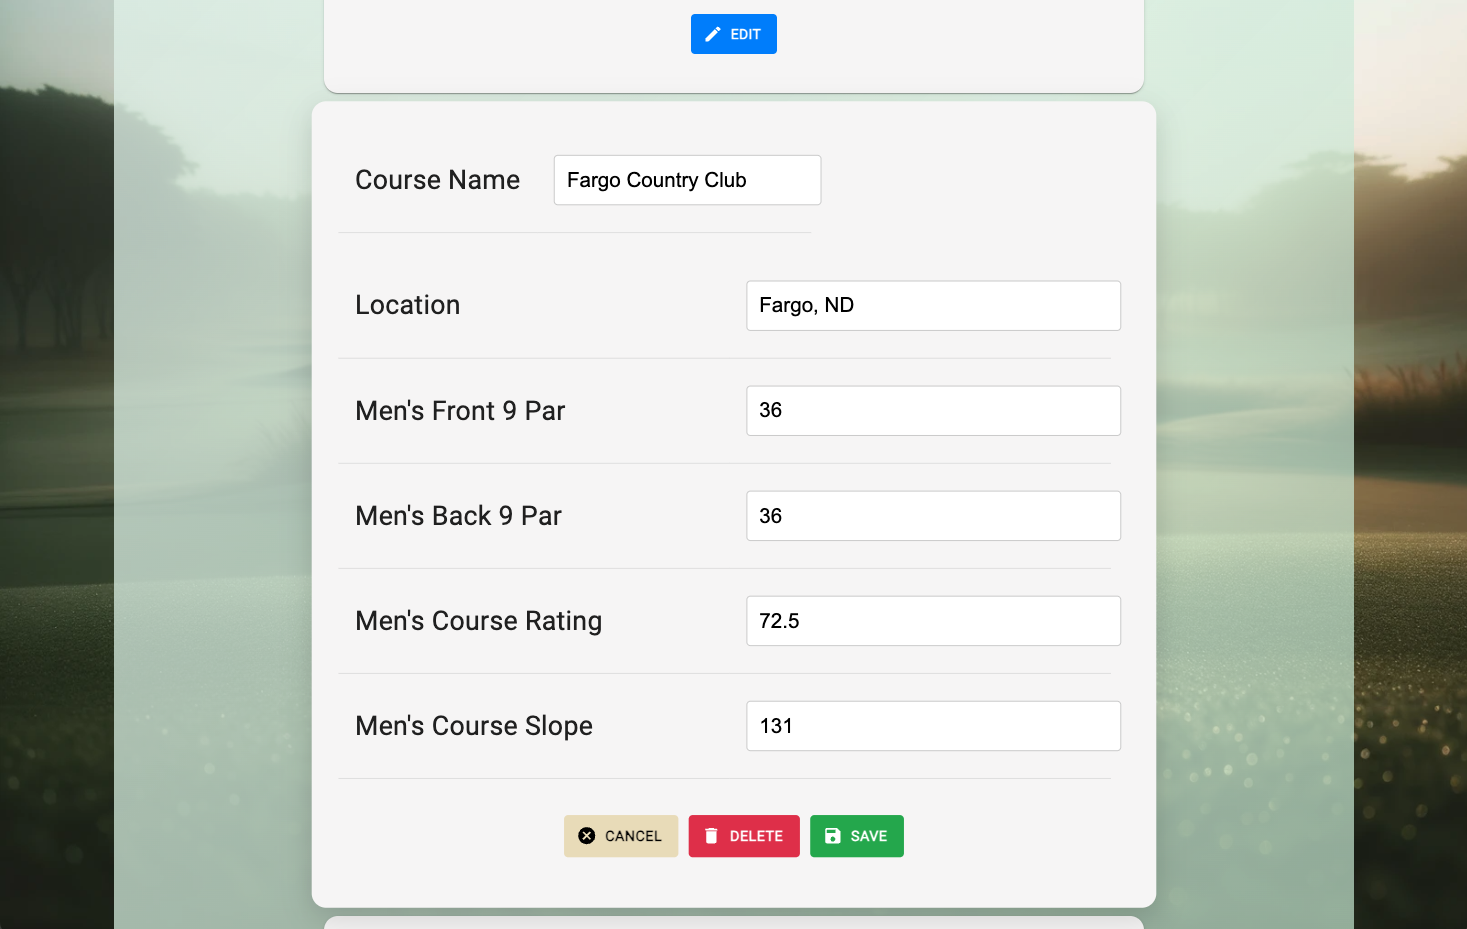 EDIT
Course Name Fargo Country Club
Location Fargo, ND
Men's Front 9 Par 36
Men's Back 9 Par 36
Men's Course Rating 72.5
Men's Course Slope 131
CANCEL DELETE SAVE